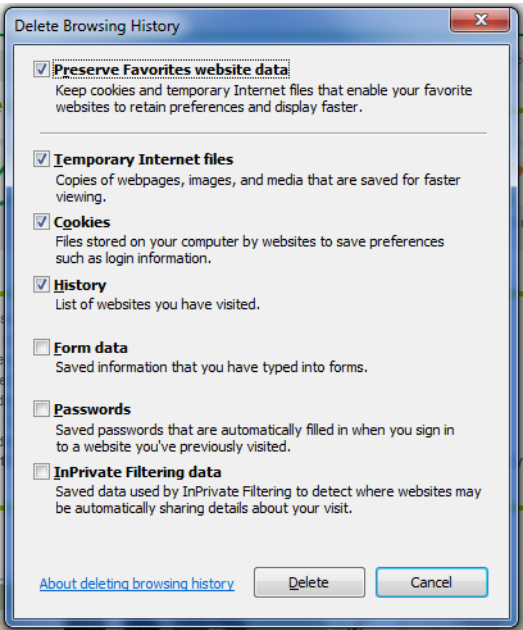 Delete Browsing History
Preserve Favorites website data
Keep cookies and temporary Internet files that enable your favorite
websites to retain preferences and display faster.
Temporary Internet files
Copies of webpages, images, and media that are saved for faster
viewing.
Cookies
Files stored on your computer by websites to save preferences
such as login information.
History
List of websites you have visited.
Form data
Saved information that you have typed into forms.
Passwords
Saved passwords that are automatically filled in when you sign in
to a website you've previously visited.
InPrivate Filtering data
Saved data used by InPrivate Filtering to detect where websites may
be automatically sharing details about your visit.
About deleting browsing history Delete Cancel